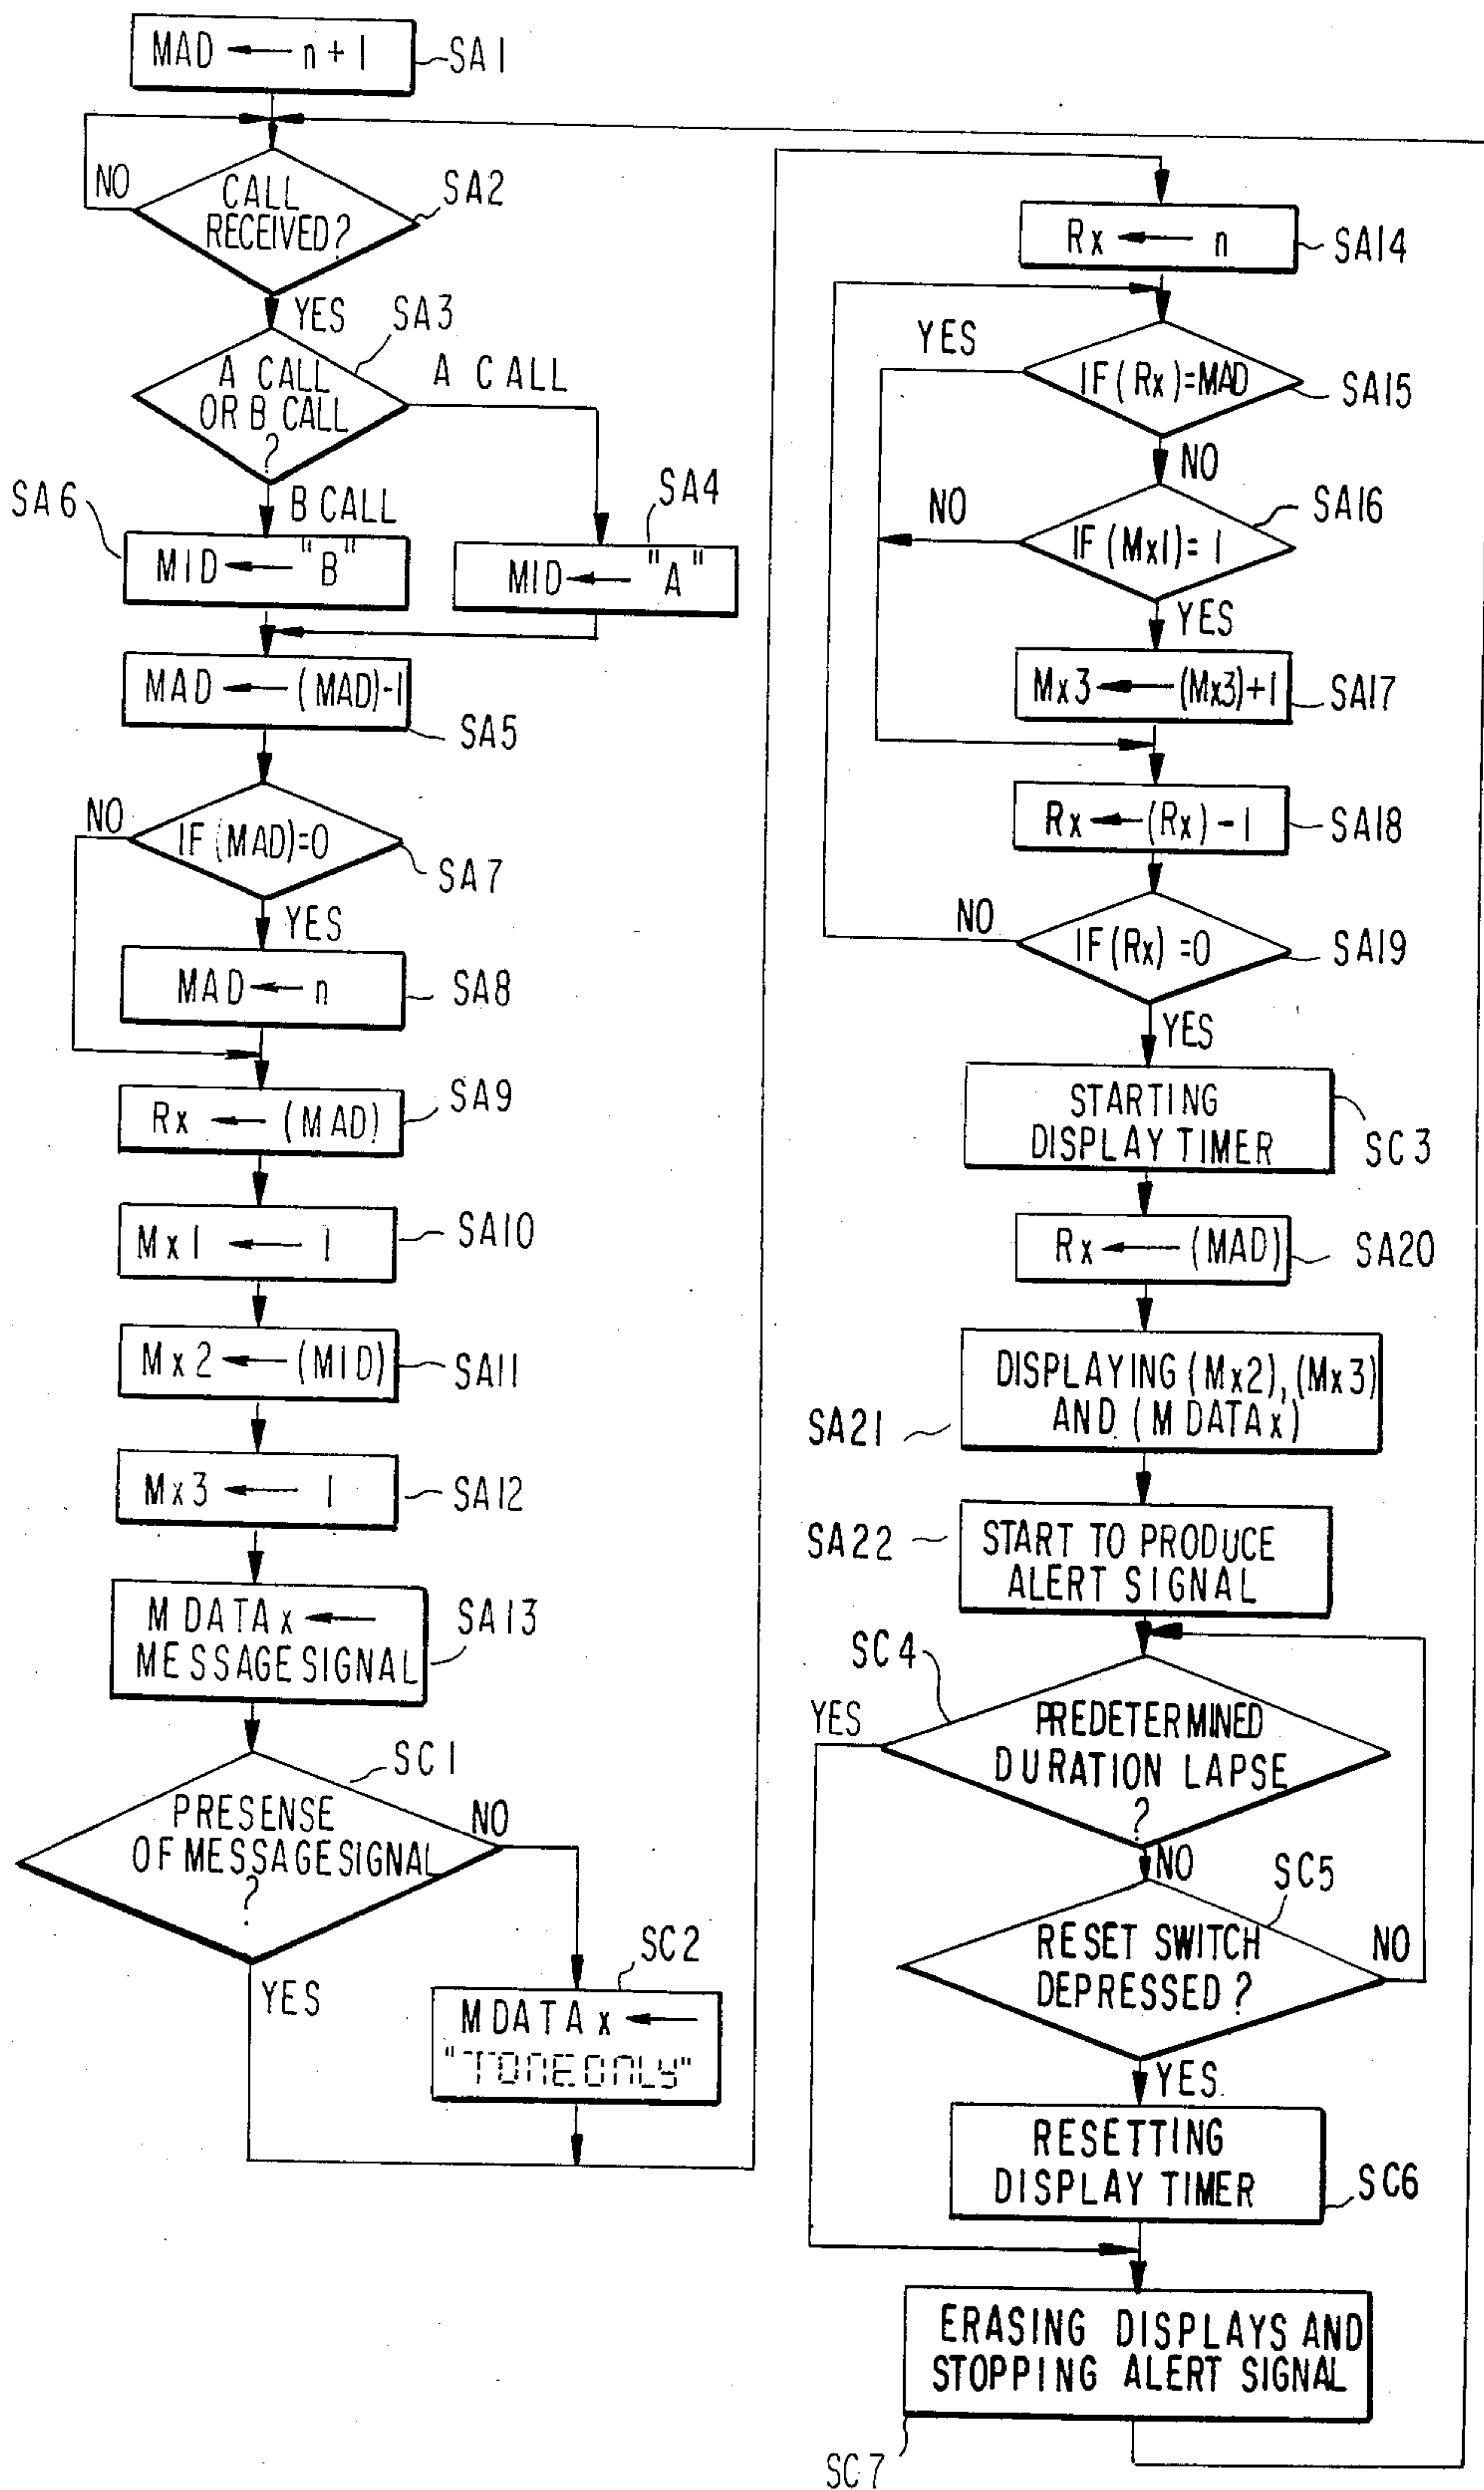 MAD ← n + 1
SA1
NO
CALL
RECEIVED?
SA2
YES
SA3
A CALL
OR B CALL
?
A CALL
SA6
B CALL
SA4
MID ← "B"
MID ← "A"
MAD ← (MAD)-1
SA5
NO
IF (MAD)=0
SA7
YES
MAD ← n
SA8
Rx ← (MAD)
SA9
Mx1 ← 1
SA10
Mx2 ← (MID)
SA11
Mx3 ← 1
SA12
M DATA x ←
MESSAGE SIGNAL
SA13
SC1
PRESENSE
OF MESSAGE SIGNAL
?
NO
YES
SC2
M DATA x ←
"TONEONLY"
Rx ← n
SA14
YES
IF (Rx)=MAD
SA15
NO
NO
IF (Mx1)= 1
SA16
YES
Mx3 ← (Mx3)+1
SA17
Rx ← (Rx) - 1
SA18
NO
IF (Rx) =0
SA19
YES
STARTING
DISPLAY TIMER
SC3
Rx ← (MAD)
SA20
DISPLAYING (Mx2), (Mx3)
AND (M DATA x)
SA21
SA22
START TO PRODUCE
ALERT SIGNAL
SC4
YES
PREDETERMINED
DURATION LAPSE
?
NO
SC5
RESET SWITCH
DEPRESSED?
NO
YES
RESETTING
DISPLAY TIMER
SC6
ERASING DISPLAYS AND
STOPPING ALERT SIGNAL
SC7